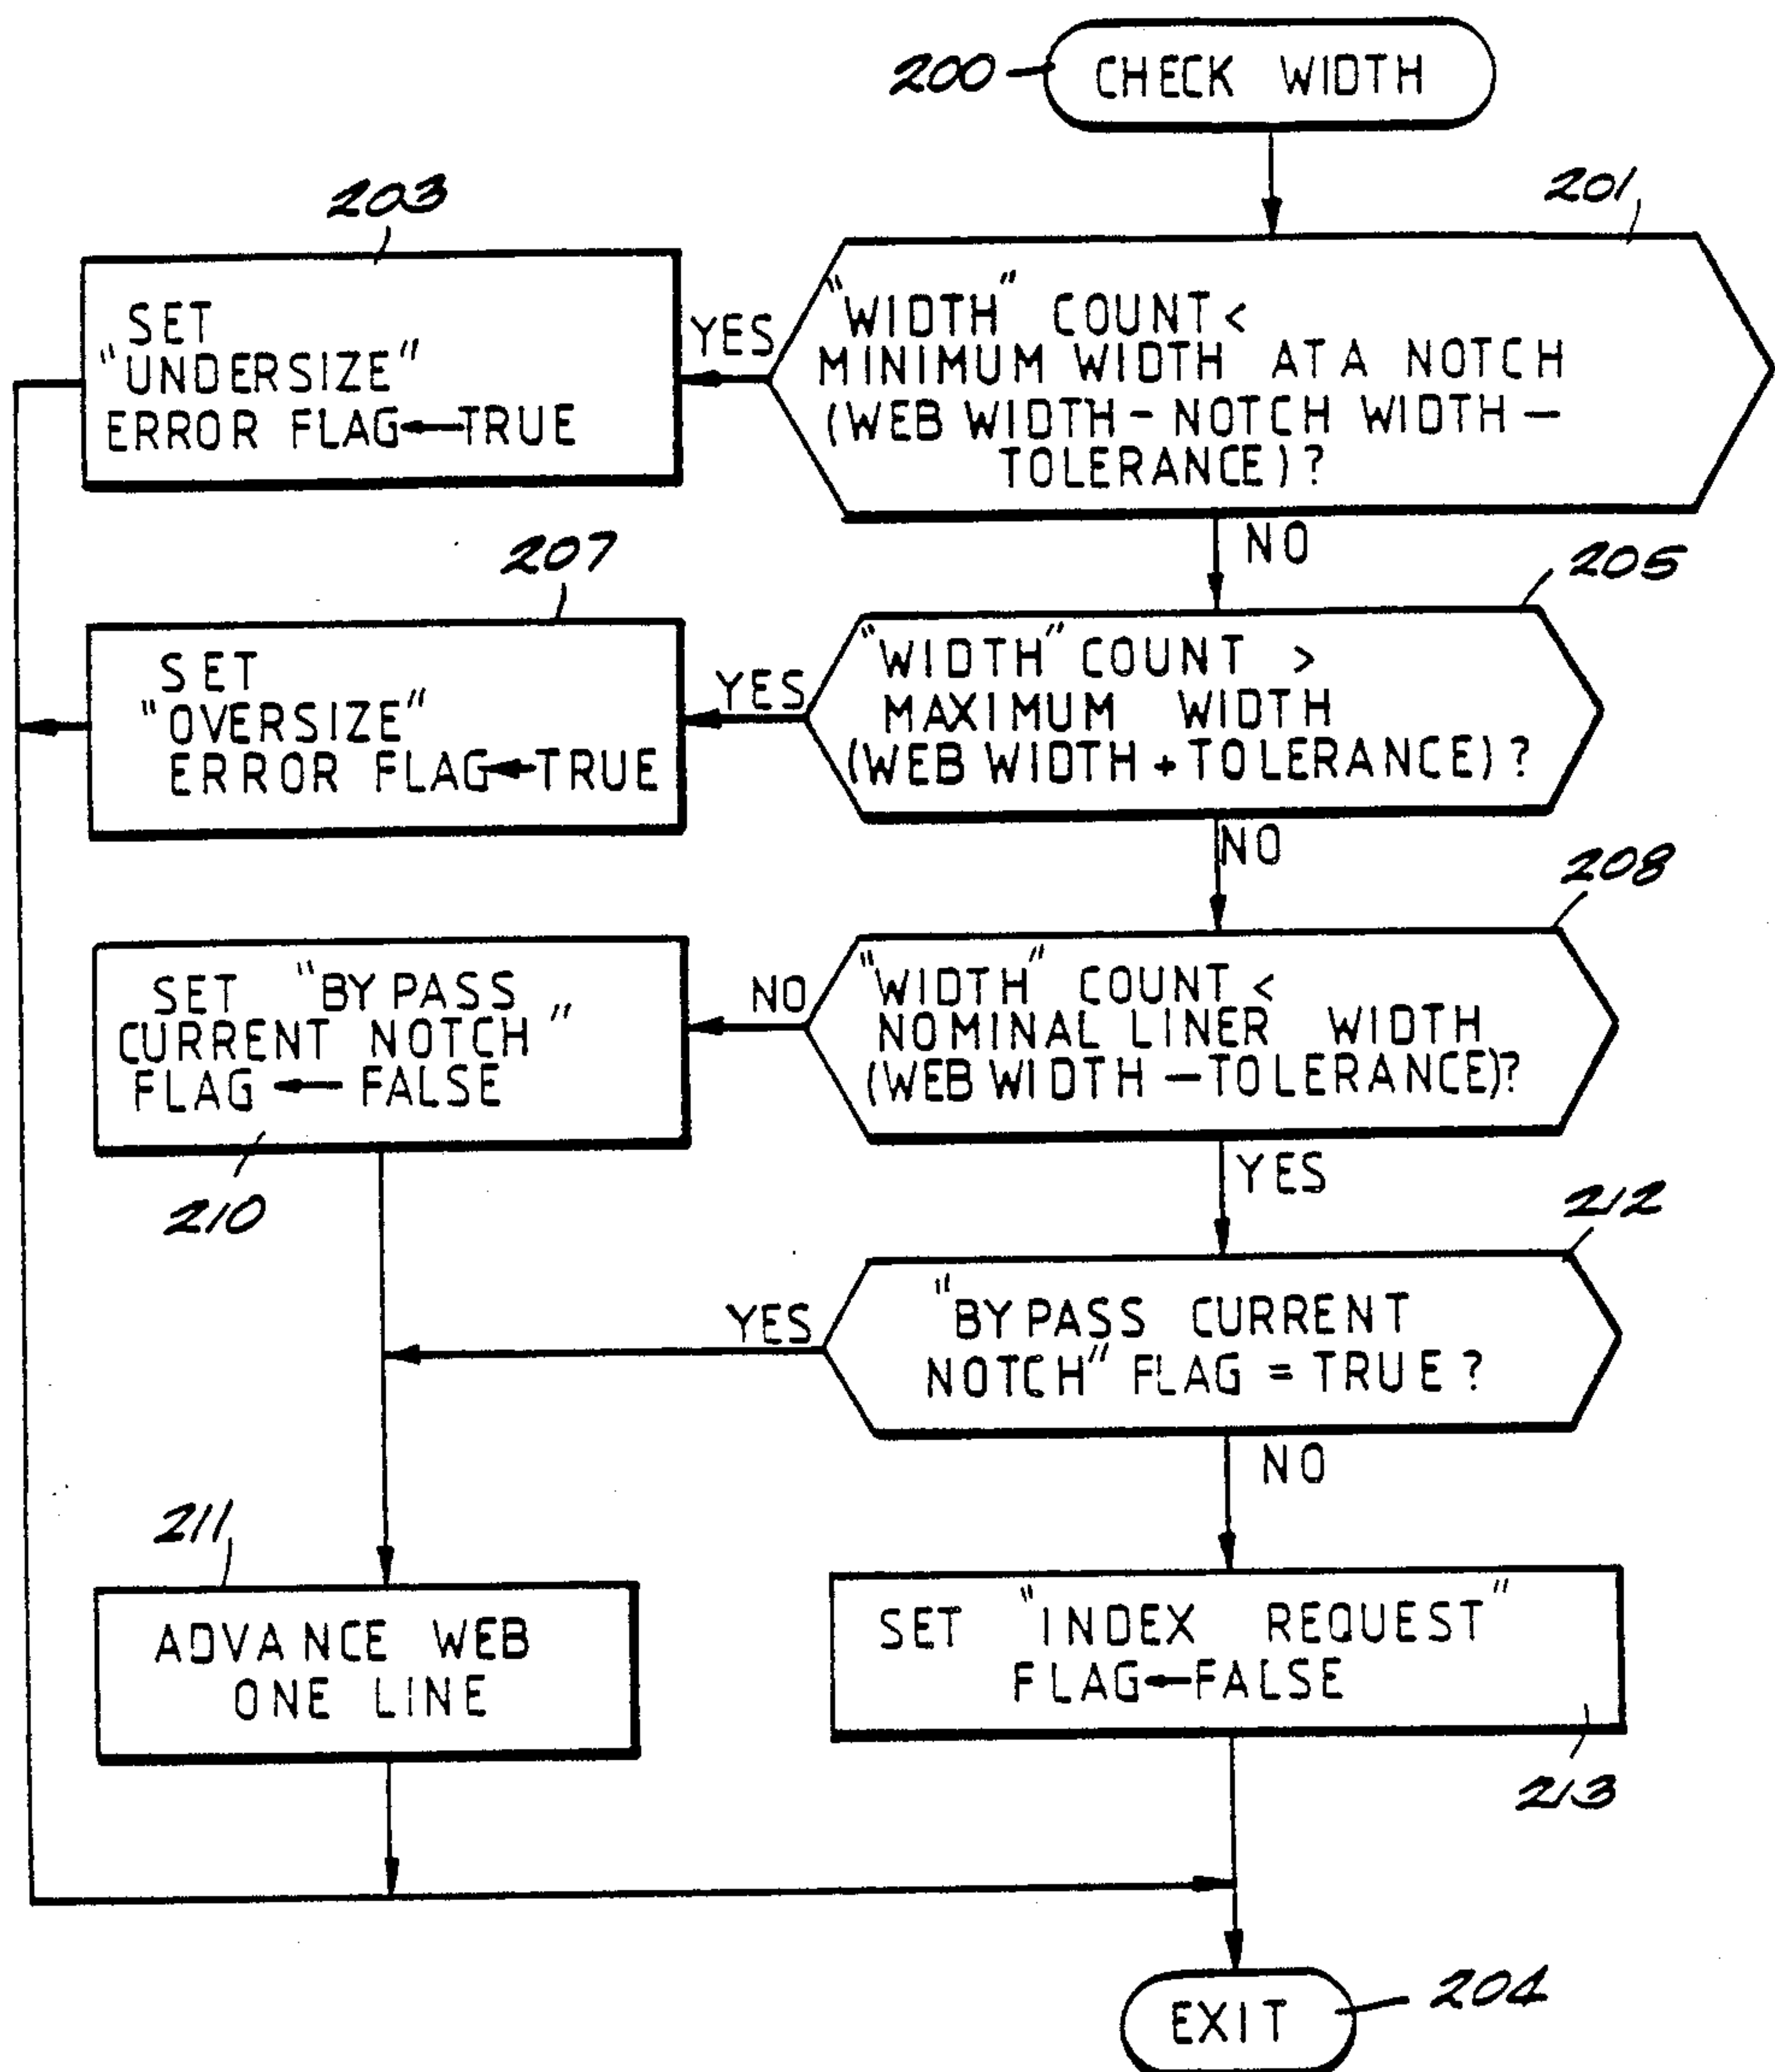 200
CHECK WIDTH
203
201
SET
"UNDERSIZE"
ERROR FLAG←TRUE
YES
"WIDTH" COUNT <
MINIMUM WIDTH AT A NOTCH
(WEB WIDTH - NOTCH WIDTH -
TOLERANCE)?
NO
207
205
SET
"OVERSIZE"
ERROR FLAG←TRUE
YES
"WIDTH" COUNT >
MAXIMUM WIDTH
(WEB WIDTH + TOLERANCE)?
NO
208
SET "BYPASS
CURRENT NOTCH"
FLAG ← FALSE
210
NO
"WIDTH" COUNT <
NOMINAL LINER WIDTH
(WEB WIDTH - TOLERANCE)?
YES
212
YES
"BYPASS CURRENT
NOTCH" FLAG = TRUE?
NO
211
ADVANCE WEB
ONE LINE
SET "INDEX REQUEST"
FLAG←FALSE
213
EXIT
204